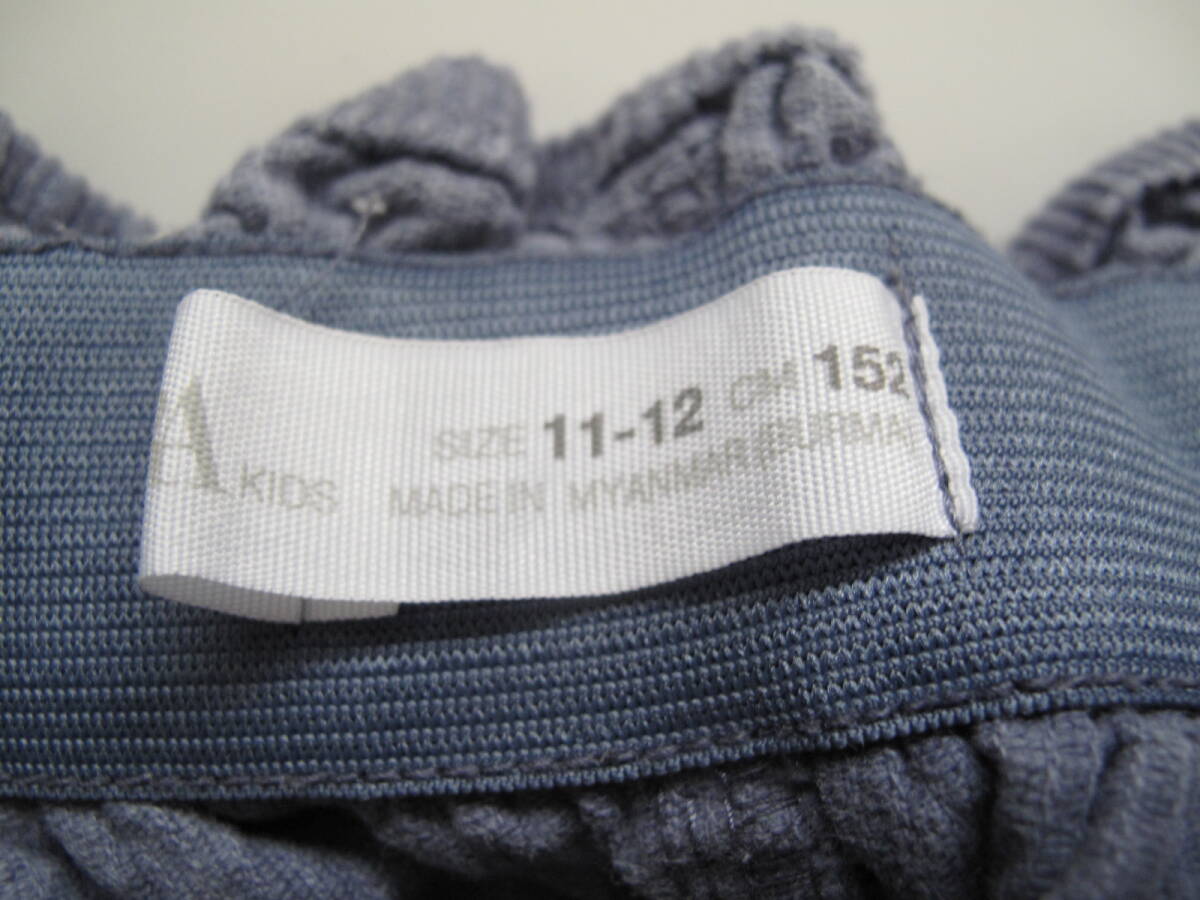 A KIDS
SIZE 11-12 CM 152
MADE IN MYANMAR (BURMA)